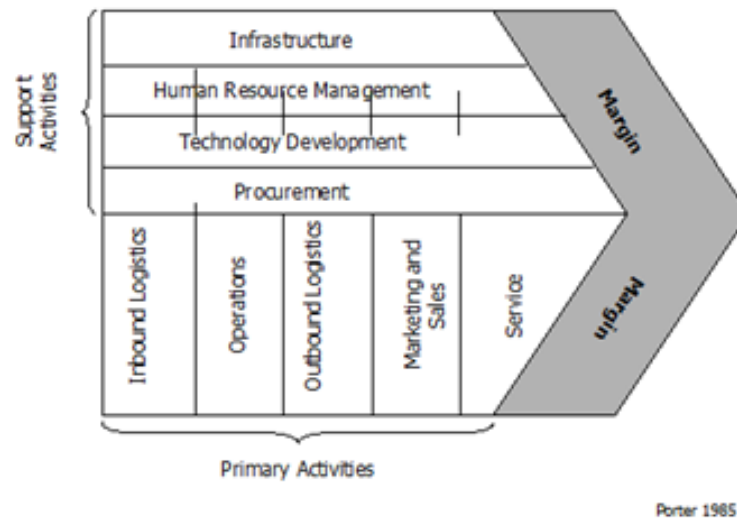 Support
Activities
Infrastructure
Human Resource Management
Technology Development
Procurement
Inbound Logistics
Operations
Outbound Logistics
Marketing and
Sales
Service
Margin
Margin
Primary Activities
Porter 1985